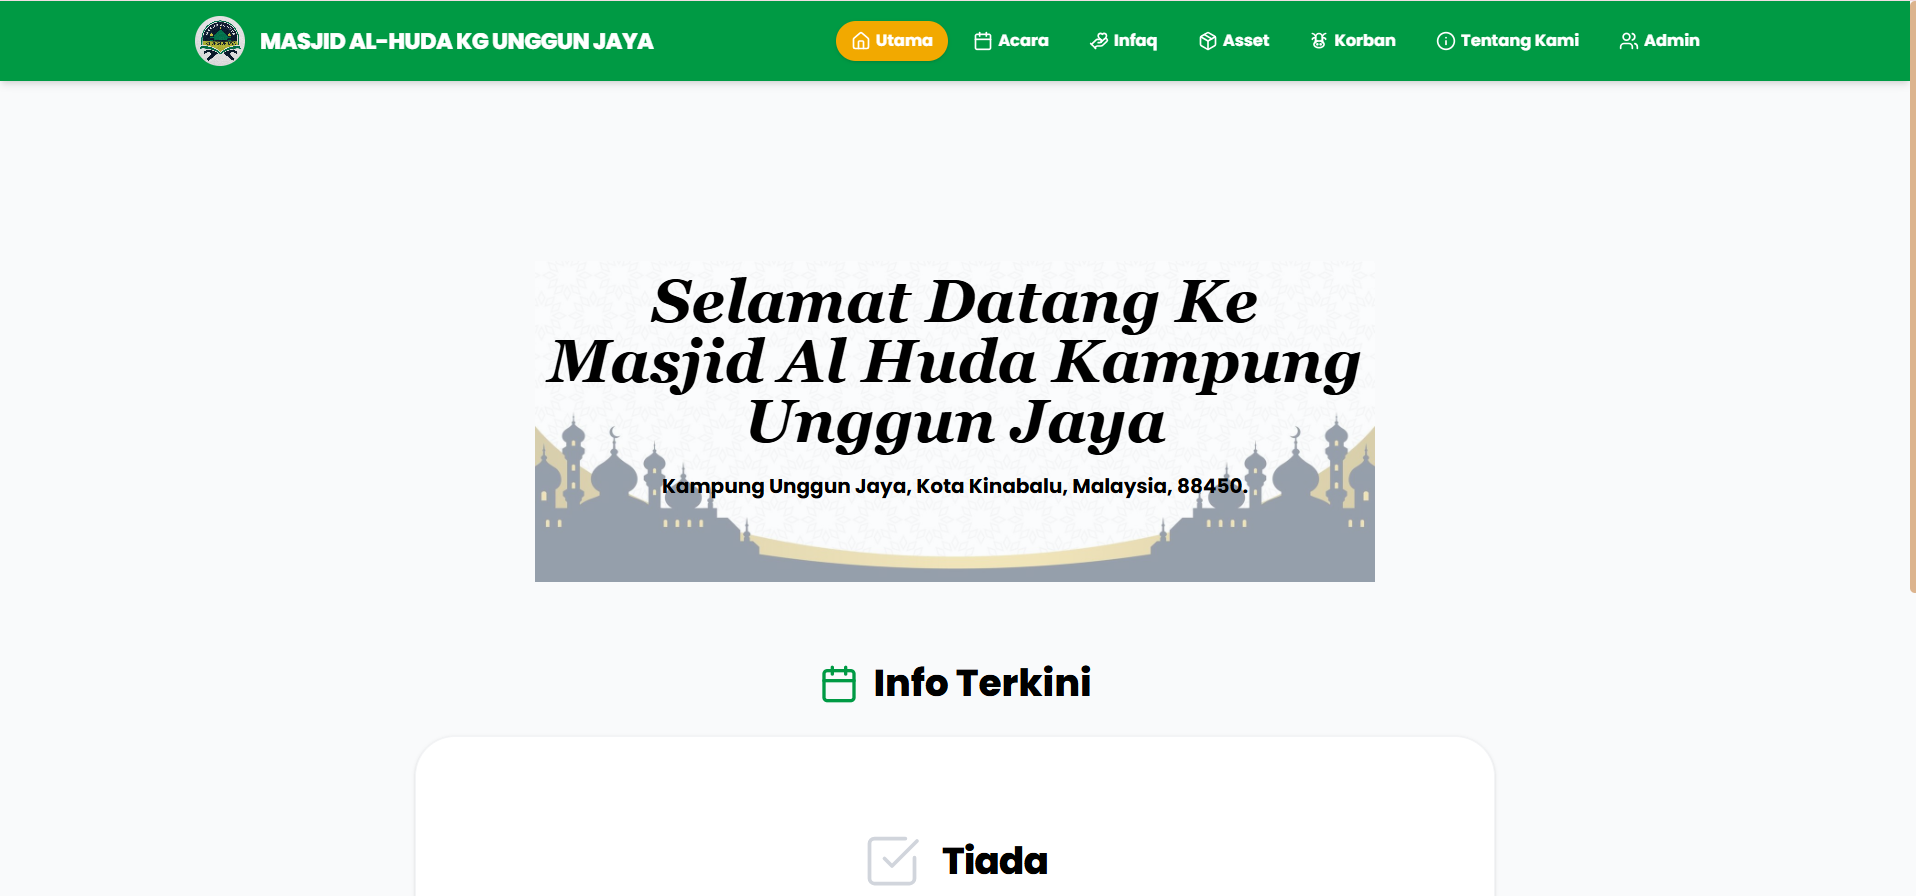 MASJID AL-HUDA KG UNGGUN JAYA
Utama
Acara
Infaq
Asset
Korban
Tentang Kami
Admin
Selamat Datang Ke
Masjid Al Huda Kampung
Unggun Jaya
Kampung Unggun Jaya, Kota Kinabalu, Malaysia, 88450.
Info Terkini
Tiada